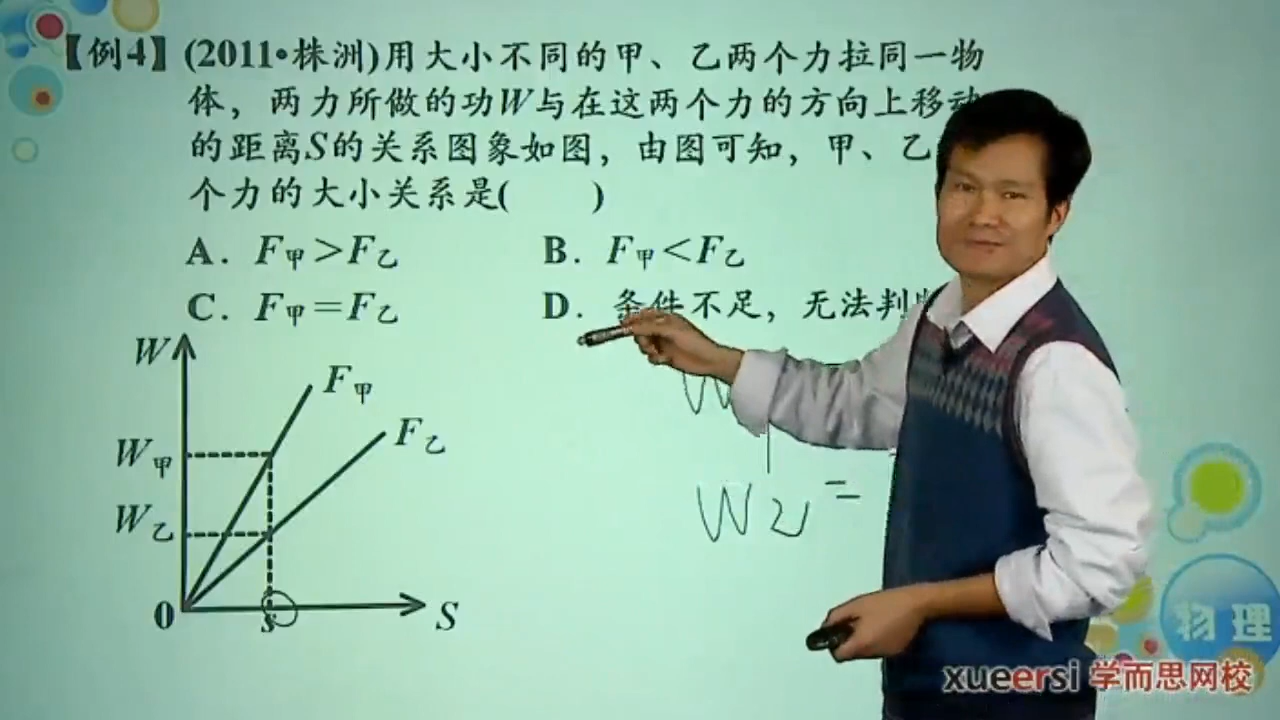 【例4】(2011•株洲)用大小不同的甲、乙两个力拉同一物
体，两力所做的功W与在这两个力的方向上移动
的距离S的关系图象如图，由图可知，甲、乙
个力的大小关系是(　　)
A. F甲＞F乙
B. F甲＜F乙
C. F甲＝F乙
D. 条件不足，无法判
W
F甲
F乙
W甲
W乙
0
s
S
W
W乙=
物理
xueersi 学而思网校